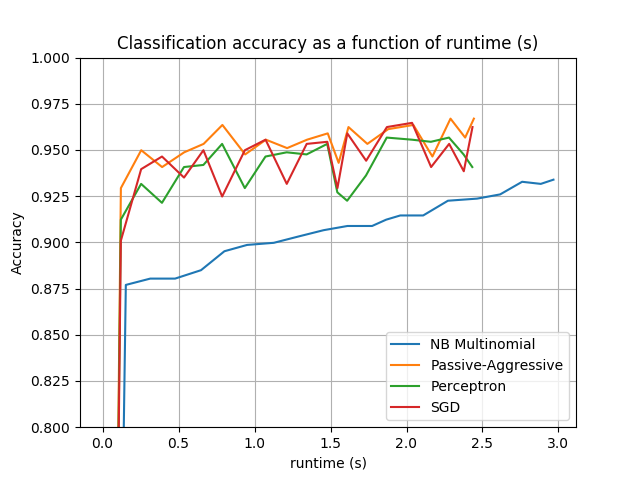 Classification accuracy as a function of runtime (s)
1.000
0.975
0.950
0.925
0.900
0.875
0.850
0.825
0.800
Accuracy
NB Multinomial
Passive-Aggressive
Perceptron
SGD
0.0 0.5 1.0 1.5 2.0 2.5 3.0
runtime (s)